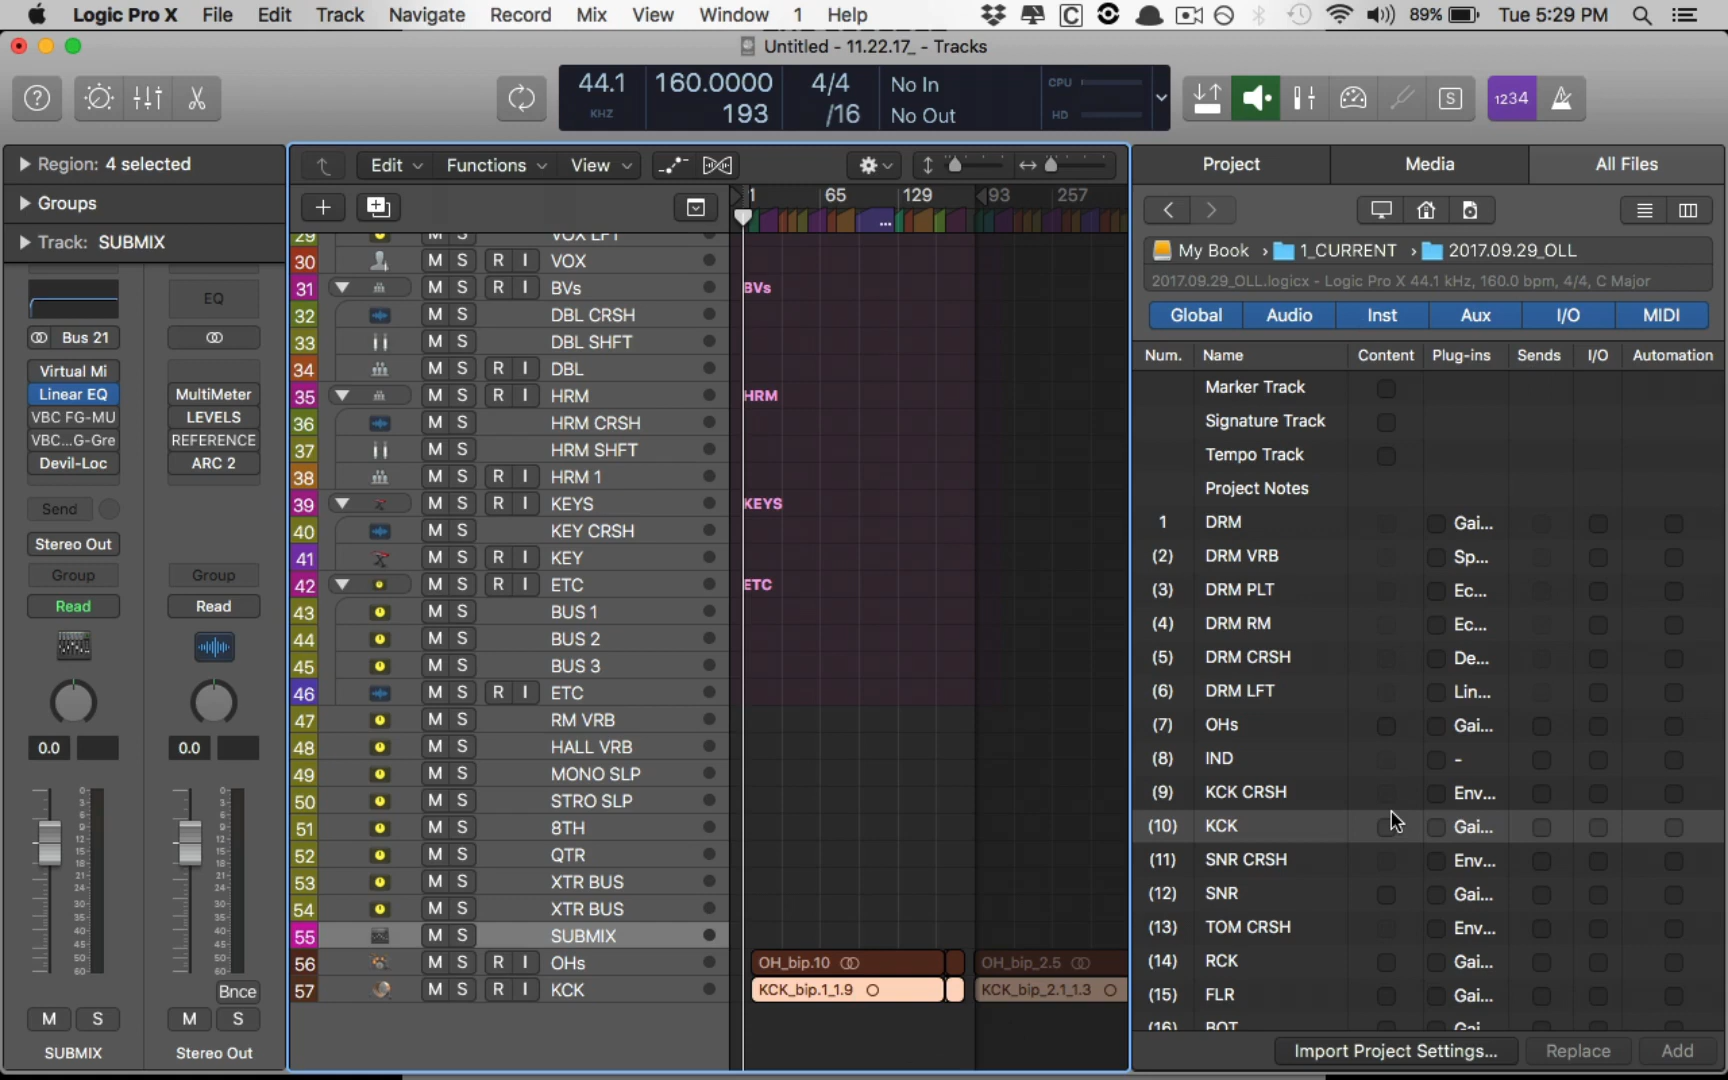 Logic Pro X File Edit Track Navigate Record Mix View Window 1 Help 89% Tue 5:29 PM
Untitled - 11.22.17_ - Tracks
44.1 160.0000 4/4 No In CPU
KHZ 193 /16 No Out HD
S 1234
Region: 4 selected
Groups
Track: SUBMIX
EQ
Bus 21
Virtual Mi
Linear EQ MultiMeter
VBC FG-MU LEVELS
VBC...G-Gre REFERENCE
Devil-Loc ARC 2
Send
Stereo Out
Group Group
Read Read
0.0 0.0
Bnce
M S M S
SUBMIX Stereo Out
Edit Functions View
1 65 129 193 257
29 M S VOX LFT
30 M S R I VOX
31 M S R I BVs BVs
32 M S DBL CRSH
33 M S DBL SHFT
34 M S R I DBL
35 M S R I HRM HRM
36 M S HRM CRSH
37 M S HRM SHFT
38 M S R I HRM 1
39 M S R I KEYS KEYS
40 M S KEY CRSH
41 M S R I KEY
42 M S R I ETC ETC
43 M S BUS 1
44 M S BUS 2
45 M S BUS 3
46 M S R I ETC
47 M S RM VRB
48 M S HALL VRB
49 M S MONO SLP
50 M S STRO SLP
51 M S 8TH
52 M S QTR
53 M S XTR BUS
54 M S XTR BUS
55 M S SUBMIX
56 M S R I OHs OH_bip.10 OH_bip_2.5
57 M S R I KCK KCK_bip.1_1.9 KCK_bip_2.1_1.3
Project Media All Files
My Book 1_CURRENT 2017.09.29_OLL
2017.09.29_OLL.logicx - Logic Pro X 44.1 kHz, 160.0 bpm, 4/4, C Major
Global Audio Inst Aux I/O MIDI
Num. Name Content Plug-ins Sends I/O Automation
Marker Track
Signature Track
Tempo Track
Project Notes
1 DRM Gai...
(2) DRM VRB Sp...
(3) DRM PLT Ec...
(4) DRM RM Ec...
(5) DRM CRSH De...
(6) DRM LFT Lin...
(7) OHs Gai...
(8) IND -
(9) KCK CRSH Env...
(10) KCK Gai...
(11) SNR CRSH Env...
(12) SNR Gai...
(13) TOM CRSH Env...
(14) RCK Gai...
(15) FLR Gai...
(16) BOT Gai
Import Project Settings... Replace Add